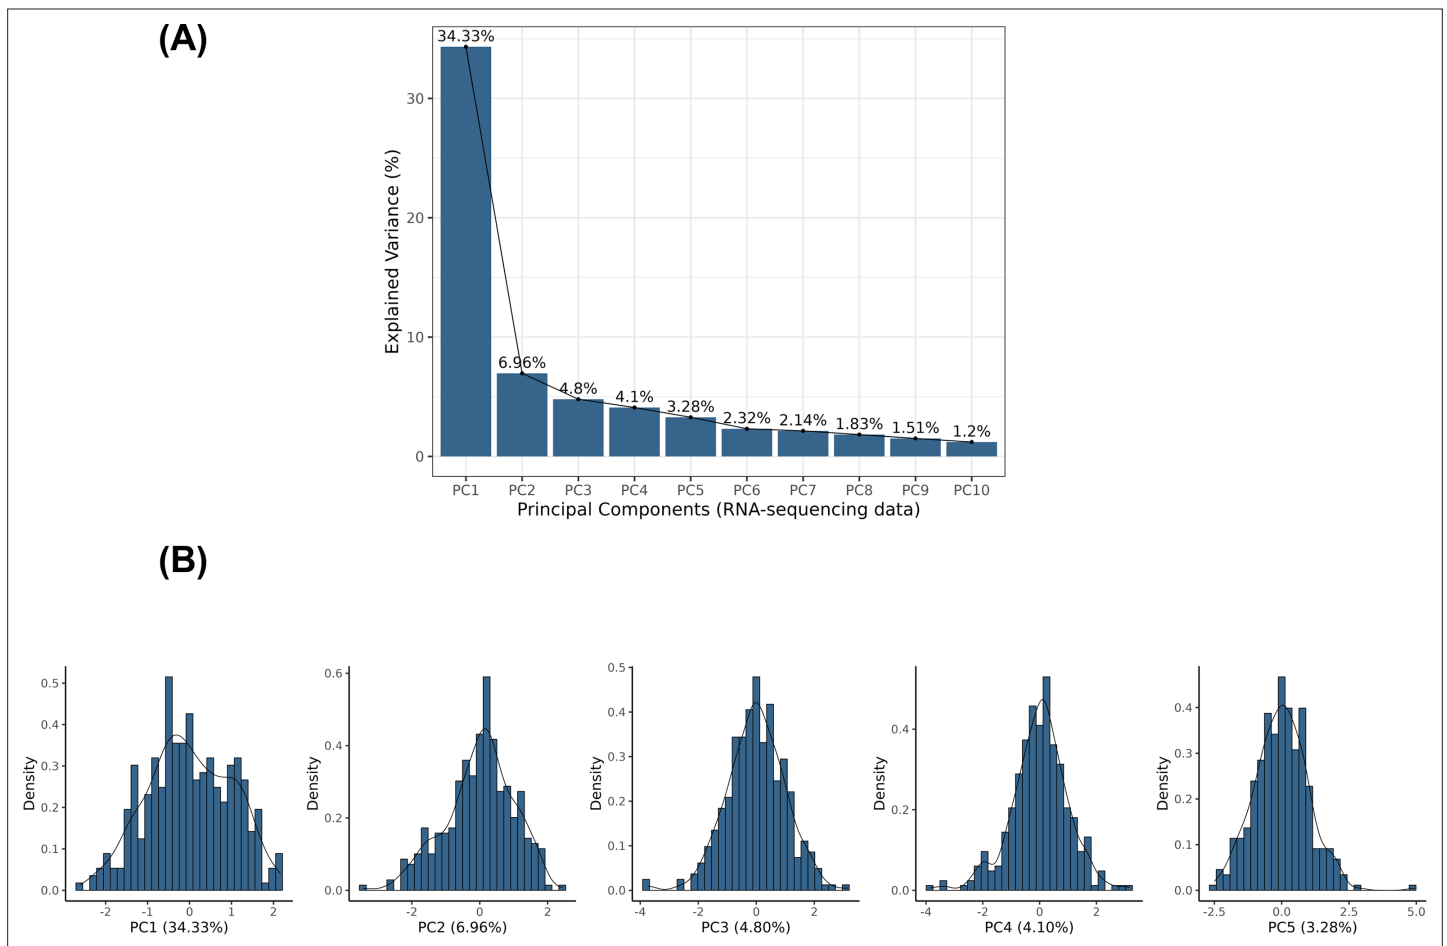 (A)
34.33%
6.96%
4.8%
4.1%
3.28%
2.32%
2.14%
1.83%
1.51%
1.2%
Explained Variance (%)
30
20
10
0
PC1 PC2 PC3 PC4 PC5 PC6 PC7 PC8 PC9 PC10
Principal Components (RNA-sequencing data)
(B)
Density
0.5
0.4
0.3
0.2
0.1
0.0
-2 -1 0 1 2
PC1 (34.33%)
Density
0.6
0.4
0.2
0.0
-2 0 2
PC2 (6.96%)
Density
0.5
0.4
0.3
0.2
0.1
0.0
-4 -2 0 2
PC3 (4.80%)
Density
0.4
0.2
0.0
-4 -2 0 2
PC4 (4.10%)
Density
0.4
0.3
0.2
0.1
0.0
-2.5 0.0 2.5 5.0
PC5 (3.28%)